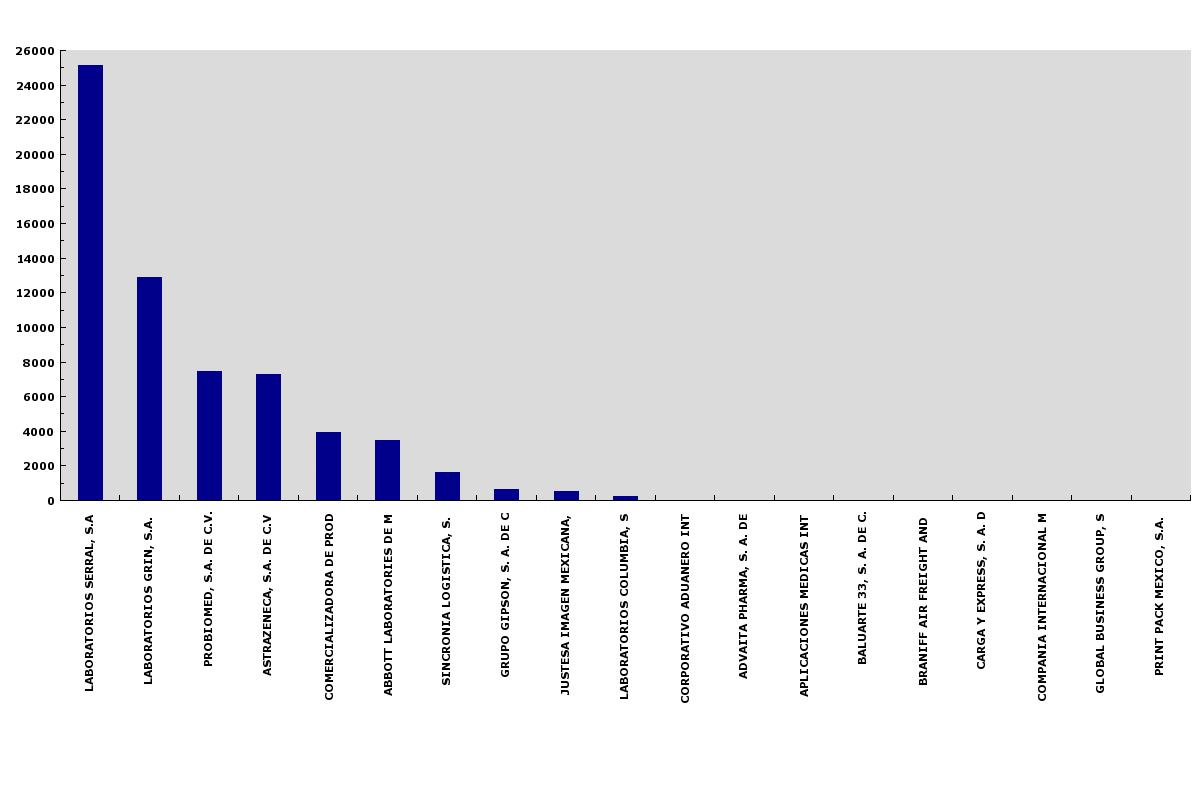 26000
24000
22000
20000
18000
16000
14000
12000
10000
8000
6000
4000
2000
0
LABORATORIOS SERRAL, S.A
LABORATORIOS GRIN, S.A.
PROBIOMED, S.A. DE C.V.
ASTRAZENECA, S.A. DE C.V
COMERCIALIZADORA DE PROD
ABBOTT LABORATORIES DE M
SINCRONIA LOGISTICA, S.
GRUPO GIPSON, S. A. DE C
JUSTESA IMAGEN MEXICANA,
LABORATORIOS COLUMBIA, S
CORPORATIVO ADUANERO INT
ADVAITA PHARMA, S. A. DE
APLICACIONES MEDICAS INT
BALUARTE 33, S. A. DE C.
BRANIFF AIR FREIGHT AND
CARGA Y EXPRESS, S. A. D
COMPANIA INTERNACIONAL M
GLOBAL BUSINESS GROUP, S
PRINT PACK MEXICO, S.A.